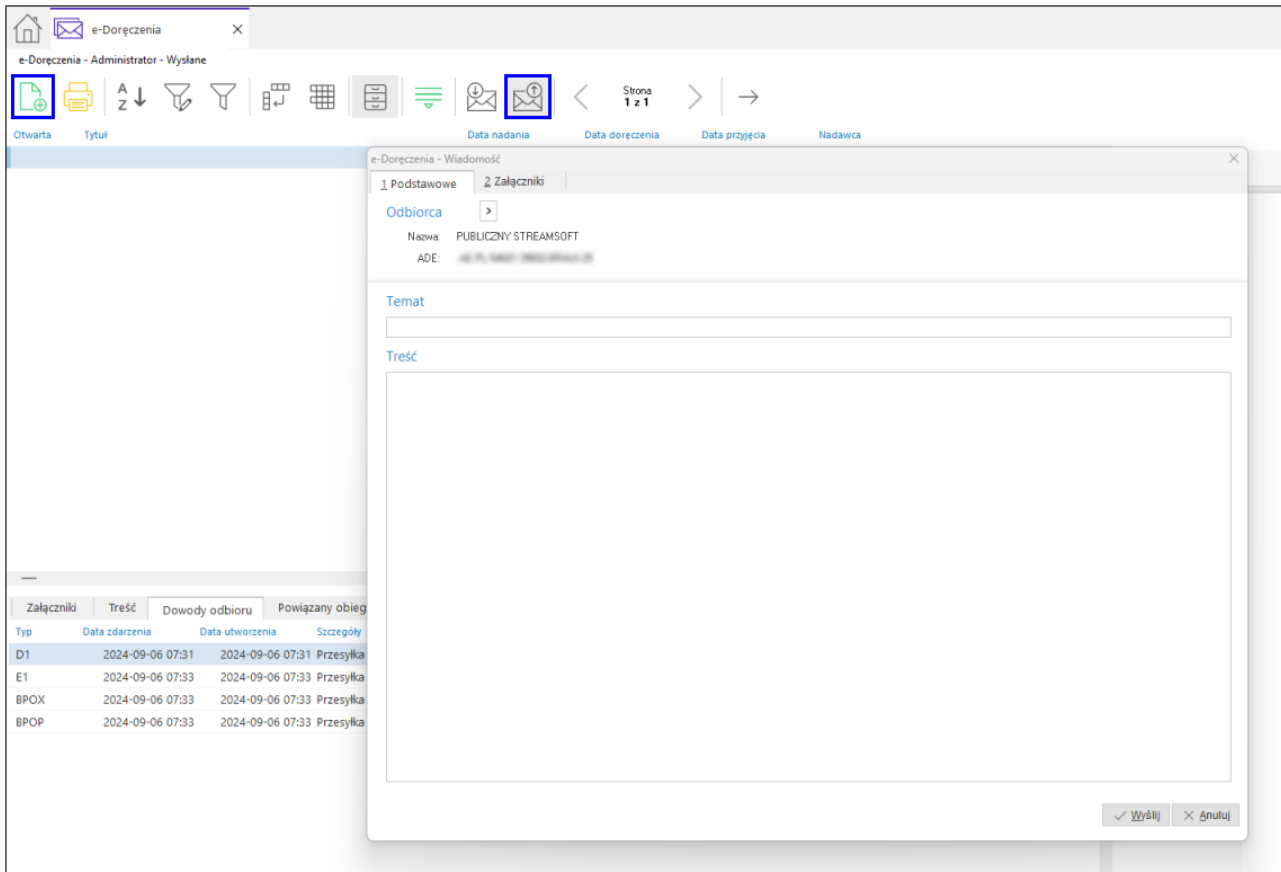 e-Doręczenia
e-Doręczenia - Administrator - Wysłane
A
Z
Strona
1 z 1
Otwarta Tytuł Data nadania Data doręczenia Data przyjęcia Nadawca
e-Doręczenia - Wiadomość
1 Podstawowe 2 Załączniki
Odbiorca
Nazwa: PUBLICZNY STREAMSOFT
ADE:
Temat
Treść
Załączniki Treść Dowody odbioru Powiązany obieg
Typ Data zdarzenia Data utworzenia Szczegóły
D1 2024-09-06 07:31 2024-09-06 07:31 Przesyłka
E1 2024-09-06 07:33 2024-09-06 07:33 Przesyłka
BPOX 2024-09-06 07:33 2024-09-06 07:33 Przesyłka
BPOP 2024-09-06 07:33 2024-09-06 07:33 Przesyłka
Wyślij Anuluj